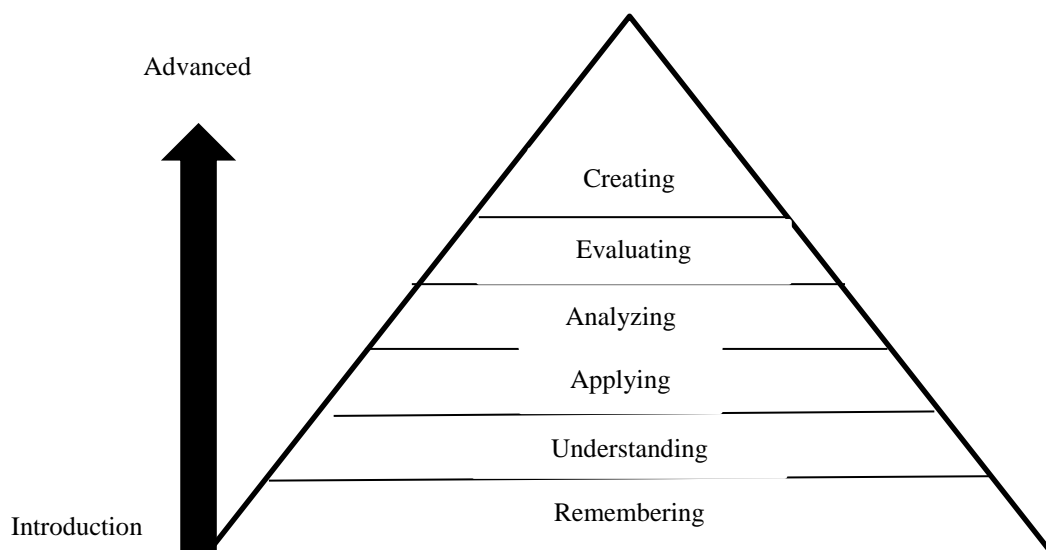 Advanced
Creating
Evaluating
Analyzing
Applying
Understanding
Remembering
Introduction